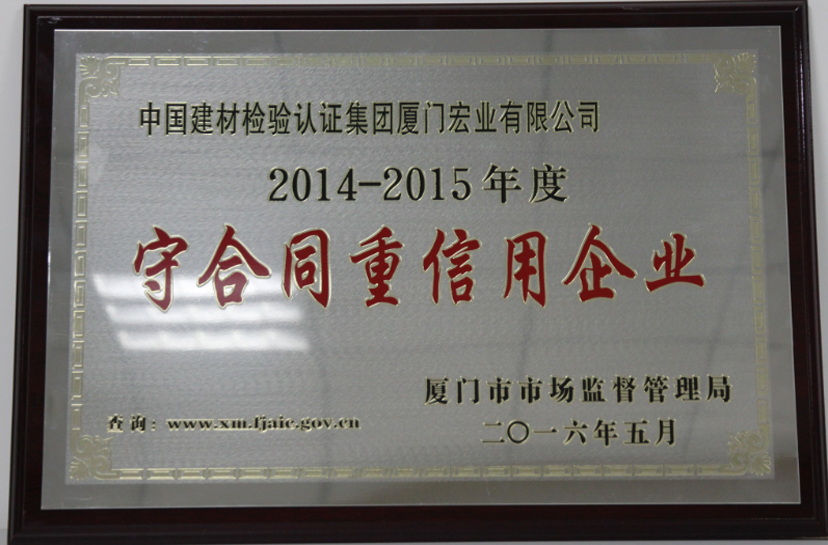 中国建材检验认证集团厦门宏业有限公司
2014-2015年度
守合同重信用企业
厦门市市场监督管理局
查询：www.xm.fjaic.gov.cn
二〇一六年五月